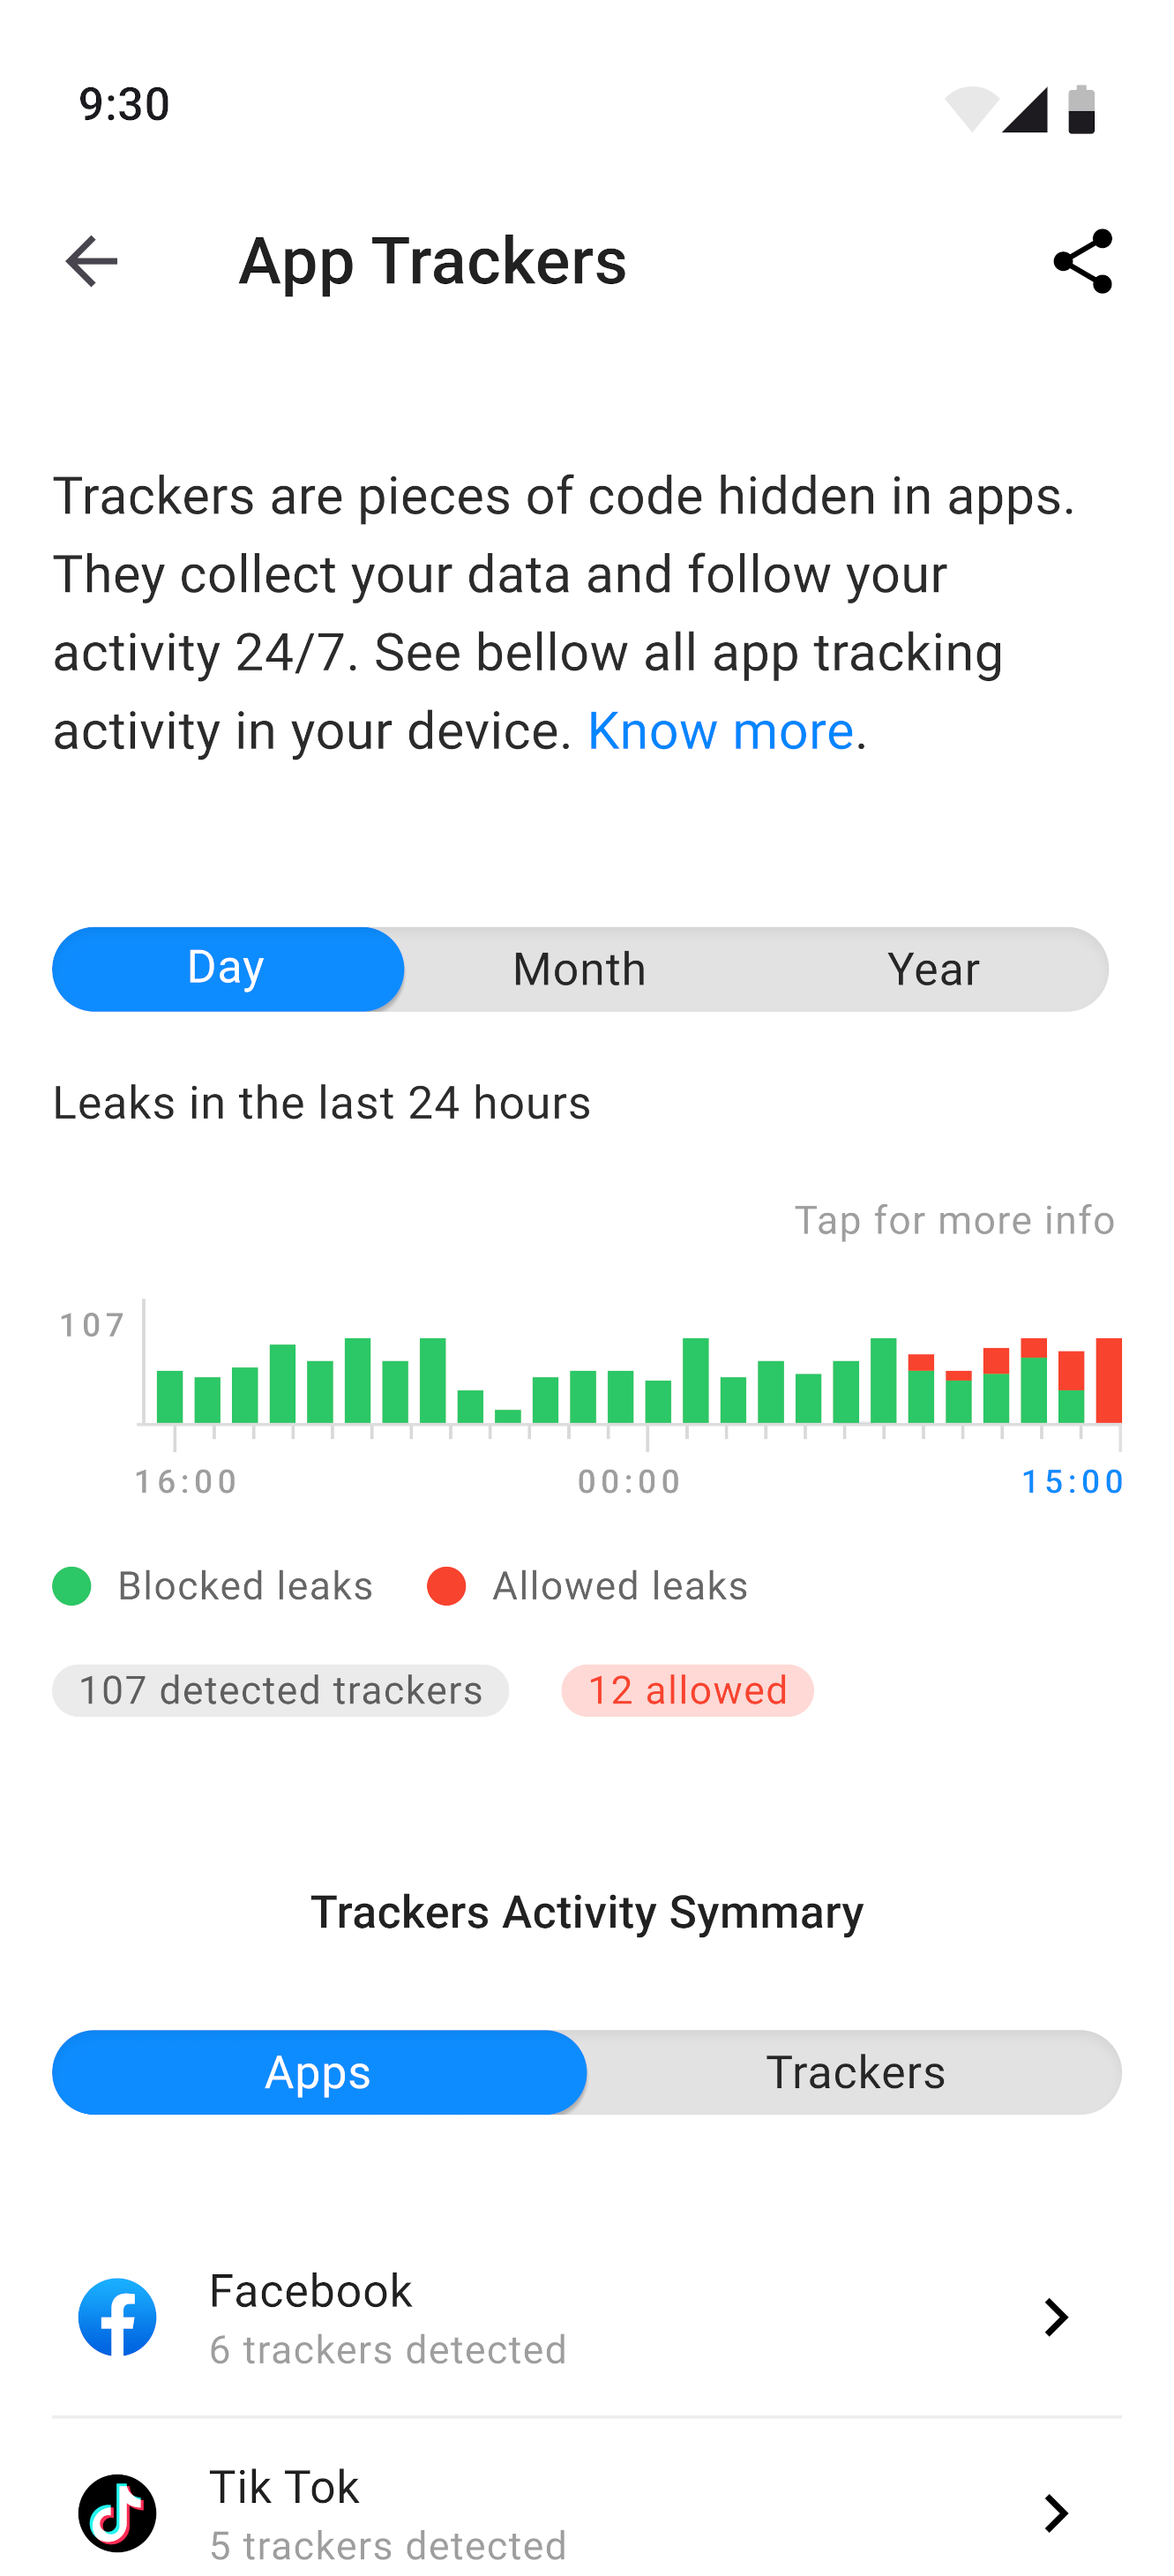 9:30
App Trackers
Trackers are pieces of code hidden in apps.
They collect your data and follow your
activity 24/7. See bellow all app tracking
activity in your device. Know more.
Day Month Year
Leaks in the last 24 hours
Tap for more info
107
16:00 00:00 15:00
Blocked leaks Allowed leaks
107 detected trackers 12 allowed
Trackers Activity Symmary
Apps Trackers
Facebook
6 trackers detected
Tik Tok
5 trackers detected